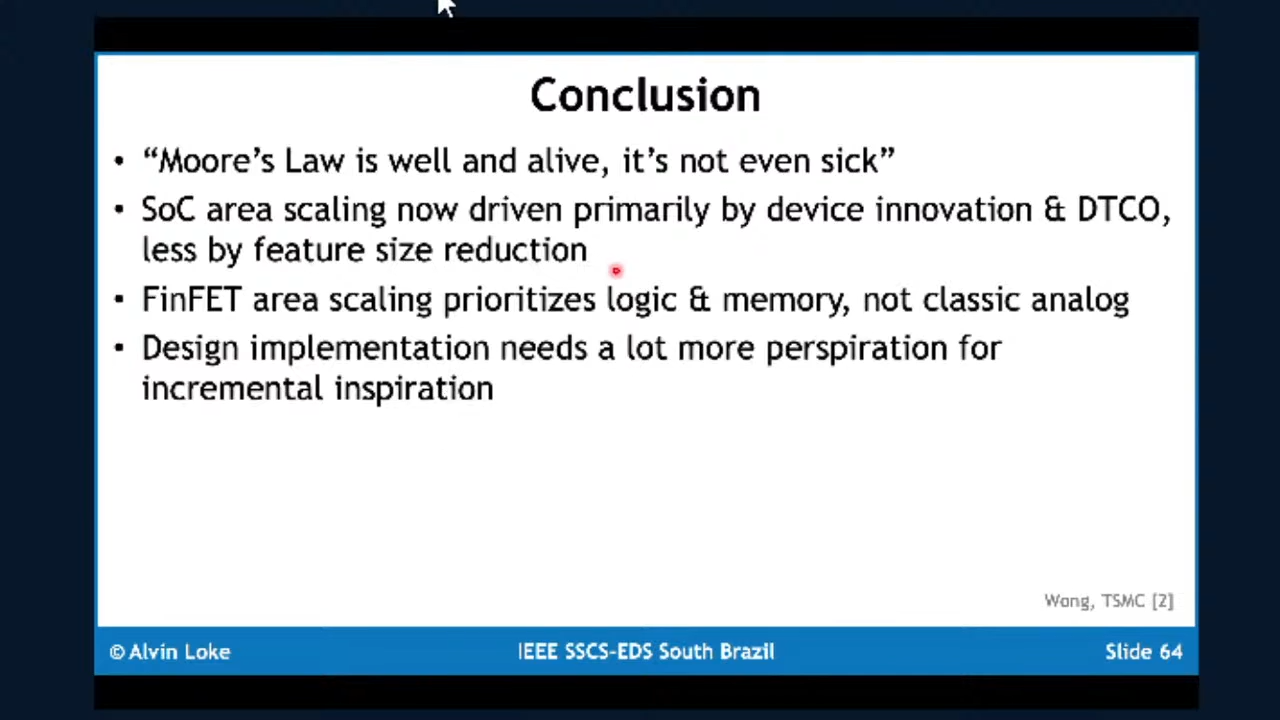 Conclusion
• “Moore’s Law is well and alive, it’s not even sick”
• SoC area scaling now driven primarily by device innovation & DTCO,
less by feature size reduction
• FinFET area scaling prioritizes logic & memory, not classic analog
• Design implementation needs a lot more perspiration for
incremental inspiration
Wong, TSMC [2]
© Alvin Loke
IEEE SSCS-EDS South Brazil
Slide 64